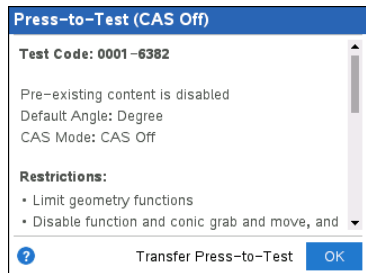 Press-to-Test (CAS Off)
Test Code: 0001-6382
Pre-existing content is disabled
Default Angle: Degree
CAS Mode: CAS Off
Restrictions:
• Limit geometry functions
• Disable function and conic grab and move, and
?
Transfer Press-to-Test
OK